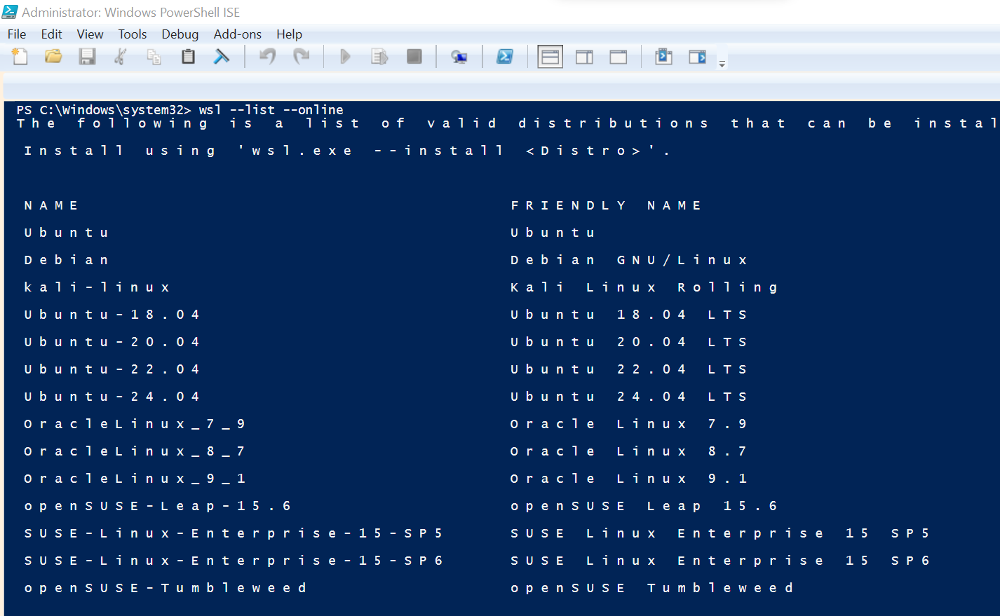 Administrator: Windows PowerShell ISE
File Edit View Tools Debug Add-ons Help
PS C:\Windows\system32> wsl --list --online
The following is a list of valid distributions that can be instal
Install using 'wsl.exe --install <Distro>'.
NAME FRIENDLY NAME
Ubuntu Ubuntu
Debian Debian GNU/Linux
kali-linux Kali Linux Rolling
Ubuntu-18.04 Ubuntu 18.04 LTS
Ubuntu-20.04 Ubuntu 20.04 LTS
Ubuntu-22.04 Ubuntu 22.04 LTS
Ubuntu-24.04 Ubuntu 24.04 LTS
OracleLinux_7_9 Oracle Linux 7.9
OracleLinux_8_7 Oracle Linux 8.7
OracleLinux_9_1 Oracle Linux 9.1
openSUSE-Leap-15.6 openSUSE Leap 15.6
SUSE-Linux-Enterprise-15-SP5 SUSE Linux Enterprise 15 SP5
SUSE-Linux-Enterprise-15-SP6 SUSE Linux Enterprise 15 SP6
openSUSE-Tumbleweed openSUSE Tumbleweed